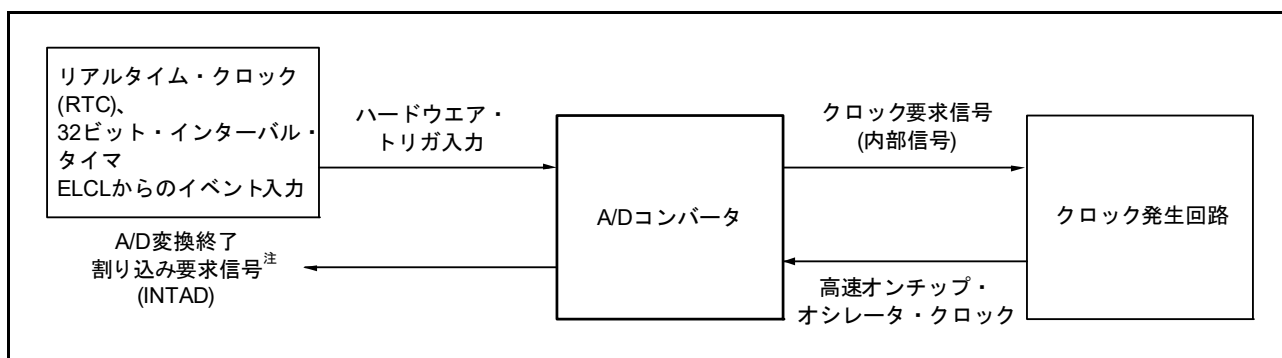 リアルタイム・クロック
(RTC)、
32ビット・インターバル・
タイマ
ELCLからのイベント入力
ハードウエア・
トリガ入力
A/D変換終了
割り込み要求信号注
(INTAD)
A/Dコンバータ
クロック要求信号
(内部信号)
高速オンチップ・
オシレータ・クロック
クロック発生回路